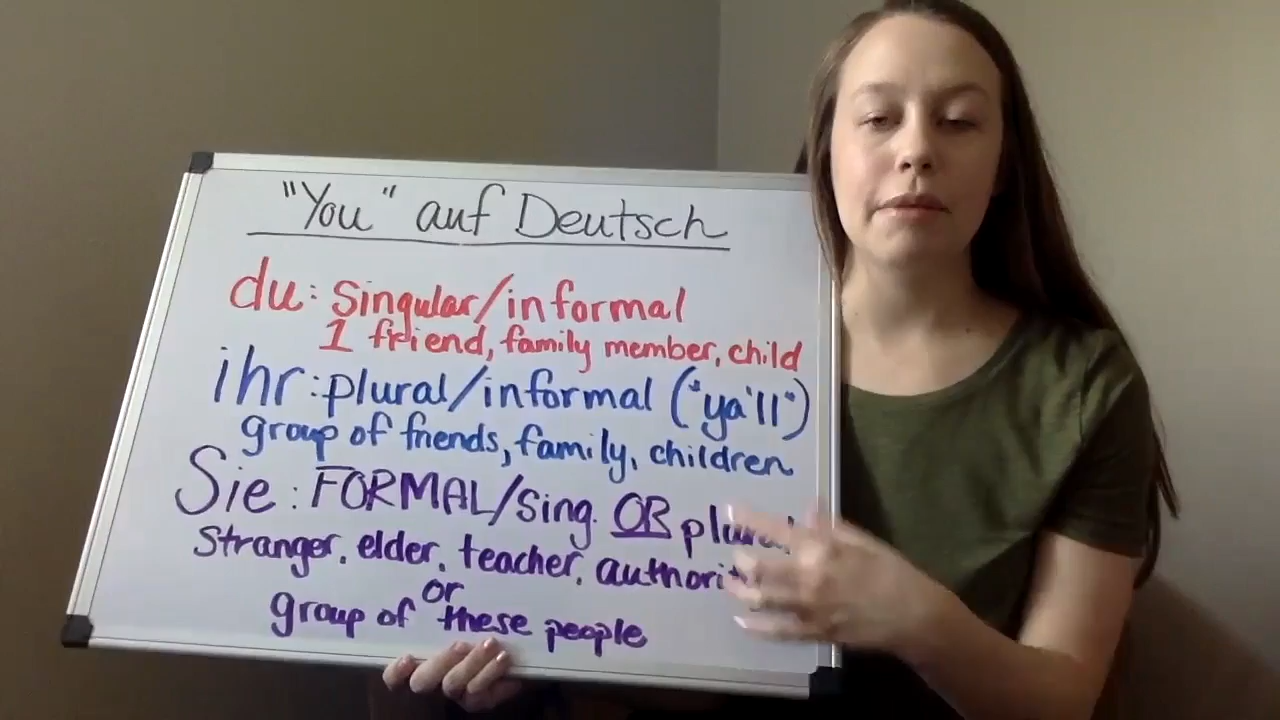 "You" auf Deutsch
du: Singular/informal
1 friend, family member, child
ihr: plural/informal ("ya'll")
group of friends, family, children
Sie: FORMAL/Sing. OR plural
Stranger, elder, teacher,
or
group of these people